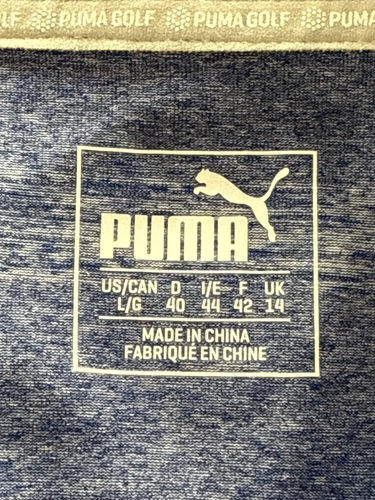 LF PUMA GOLF PUMA GOLF PUMA GOLF
PUMA
US/CAN D I/E F UK
L/G 40 44 42 14
MADE IN CHINA
FABRIQUÉ EN CHINE